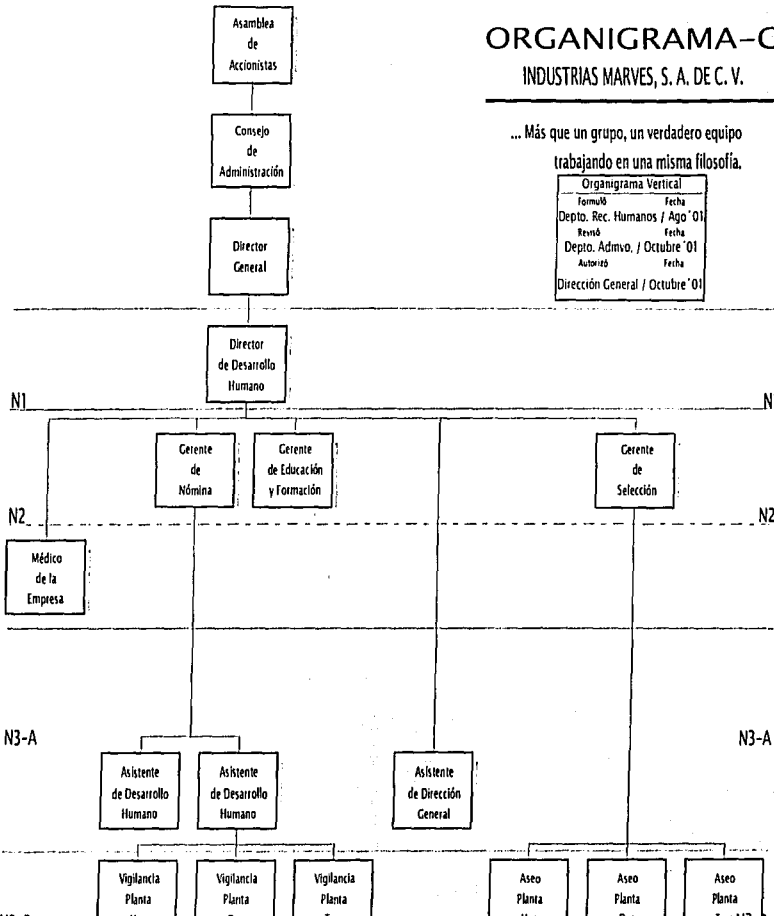 Asamblea
de
Accionistas
ORGANIGRAMA-G
INDUSTRIAS MARVES, S. A. DE C. V.
Consejo
de
Administración
... Más que un grupo, un verdadero equipo
trabajando en una misma filosofía.
Organigrama Vertical
Formuló Fecha
Depto. Rec. Humanos / Ago '01
Revisó Fecha
Depto. Admvo. / Octubre '01
Autorizó Fecha
Dirección General / Octubre '01
Director
General
Director
de Desarrollo
Humano
N1
Gerente
de
Nómina
Gerente
de Educación
y Formación
Gerente
de
Selección
N2
N2
Médico
de la
Empresa
N3-A
N3-A
Asistente
de Desarrollo
Humano
Asistente
de Desarrollo
Humano
Asistente
de Dirección
General
Vigilancia
Planta
Vigilancia
Planta
Vigilancia
Planta
Aseo
Planta
Aseo
Planta
Aseo
Planta